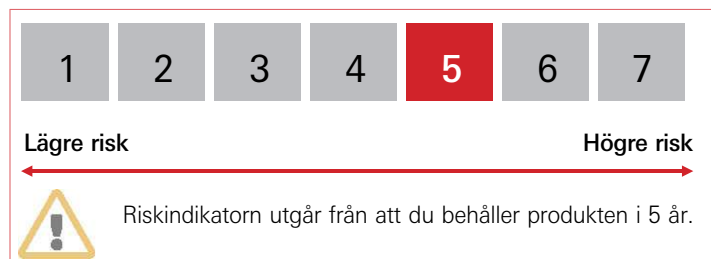 1 2 3 4 5 6 7
Lägre risk Högre risk
Riskindikatorn utgår från att du behåller produkten i 5 år.